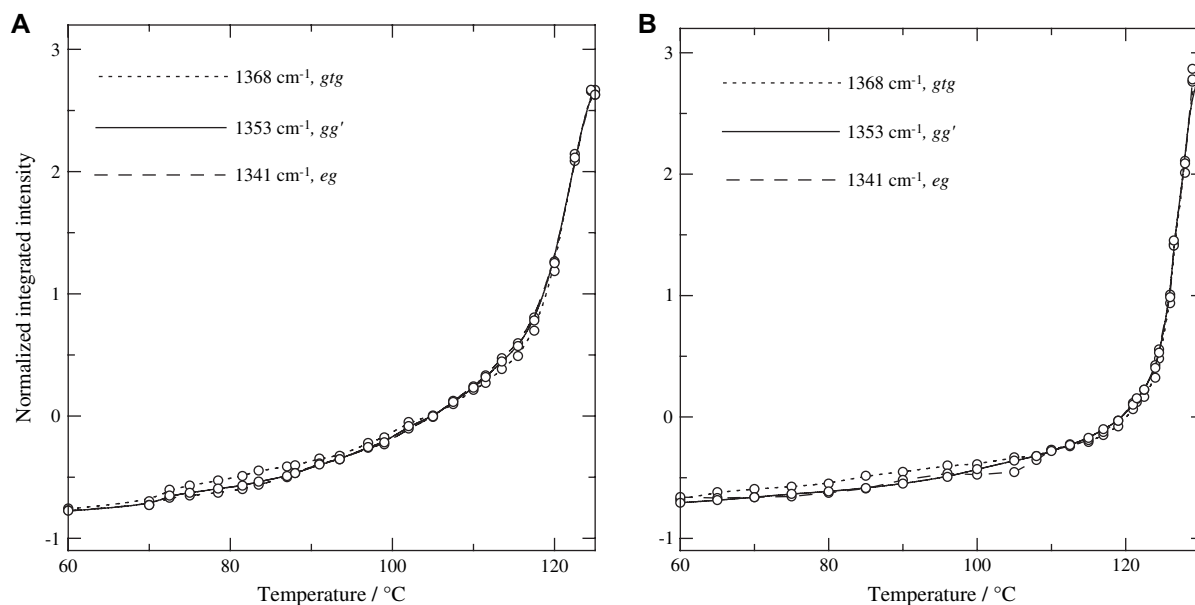 A
3
1368 cm-1, gtg
1353 cm-1, gg'
1341 cm-1, eg
2
1
0
-1
Normalized integrated intensity
60
80
100
120
Temperature / °C
B
3
1368 cm-1, gtg
1353 cm-1, gg'
1341 cm-1, eg
2
1
0
-1
60
80
100
120
Temperature / °C